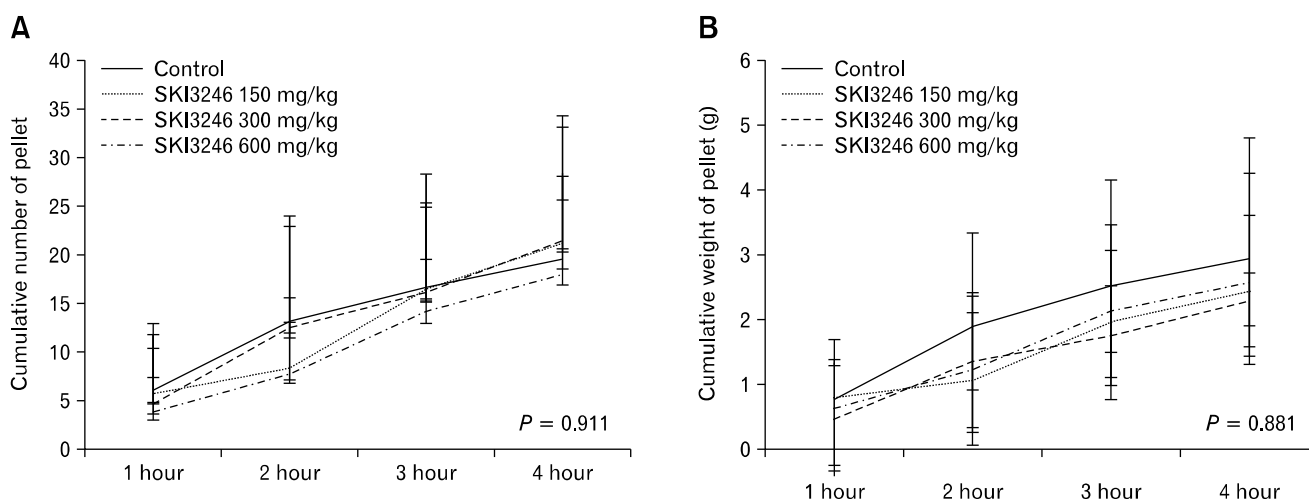 A
Cumulative number of pellet
40
35
30
25
20
15
10
5
0
Control
SKI3246 150 mg/kg
SKI3246 300 mg/kg
SKI3246 600 mg/kg
P = 0.911
1 hour 2 hour 3 hour 4 hour
B
Cumulative weight of pellet (g)
6
5
4
3
2
1
0
Control
SKI3246 150 mg/kg
SKI3246 300 mg/kg
SKI3246 600 mg/kg
P = 0.881
1 hour 2 hour 3 hour 4 hour